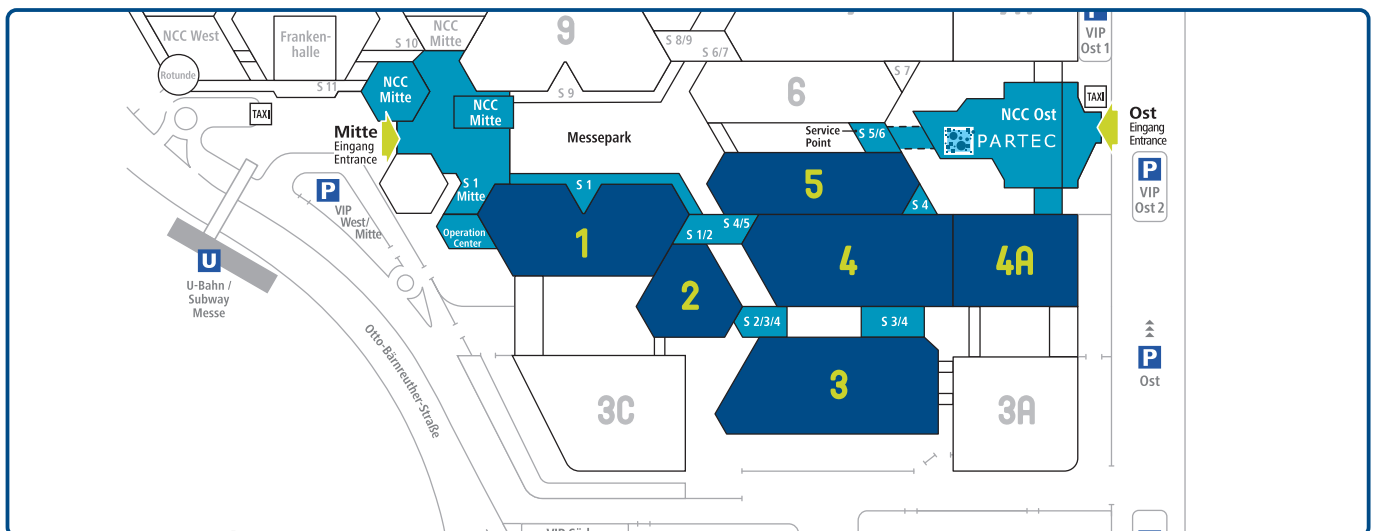 NCC West
Franken-
halle
S 10
NCC
Mitte
9
S 8/9
S 6/7
P
VIP
Ost 1
Rotunde
S 11
NCC
Mitte
S 9
NCC
Mitte
6
S 7
TAXI
TAXI
Mitte
Eingang
Entrance
Messepark
Service
Point
S 5/6
NCC Ost
PARTEC
Ost
Eingang
Entrance
P
VIP
Ost 2
P
VIP
West/
Mitte
S 1
Mitte
S 1
5
S 4
Operation
Center
1
S 4/5
S 1/2
4
4A
U
U-Bahn /
Subway
Messe
2
S 2/3/4
S 3/4
P
Ost
Otto-Bärnreuther-Straße
3C
3
3A